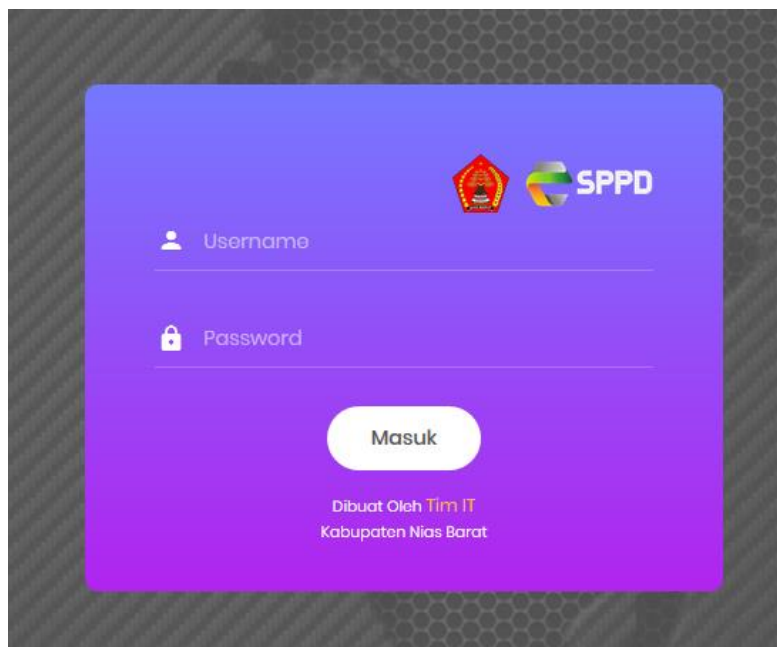 SPPD
Username
Password
Masuk
Dibuat Oleh Tim IT
Kabupaten Nias Barat